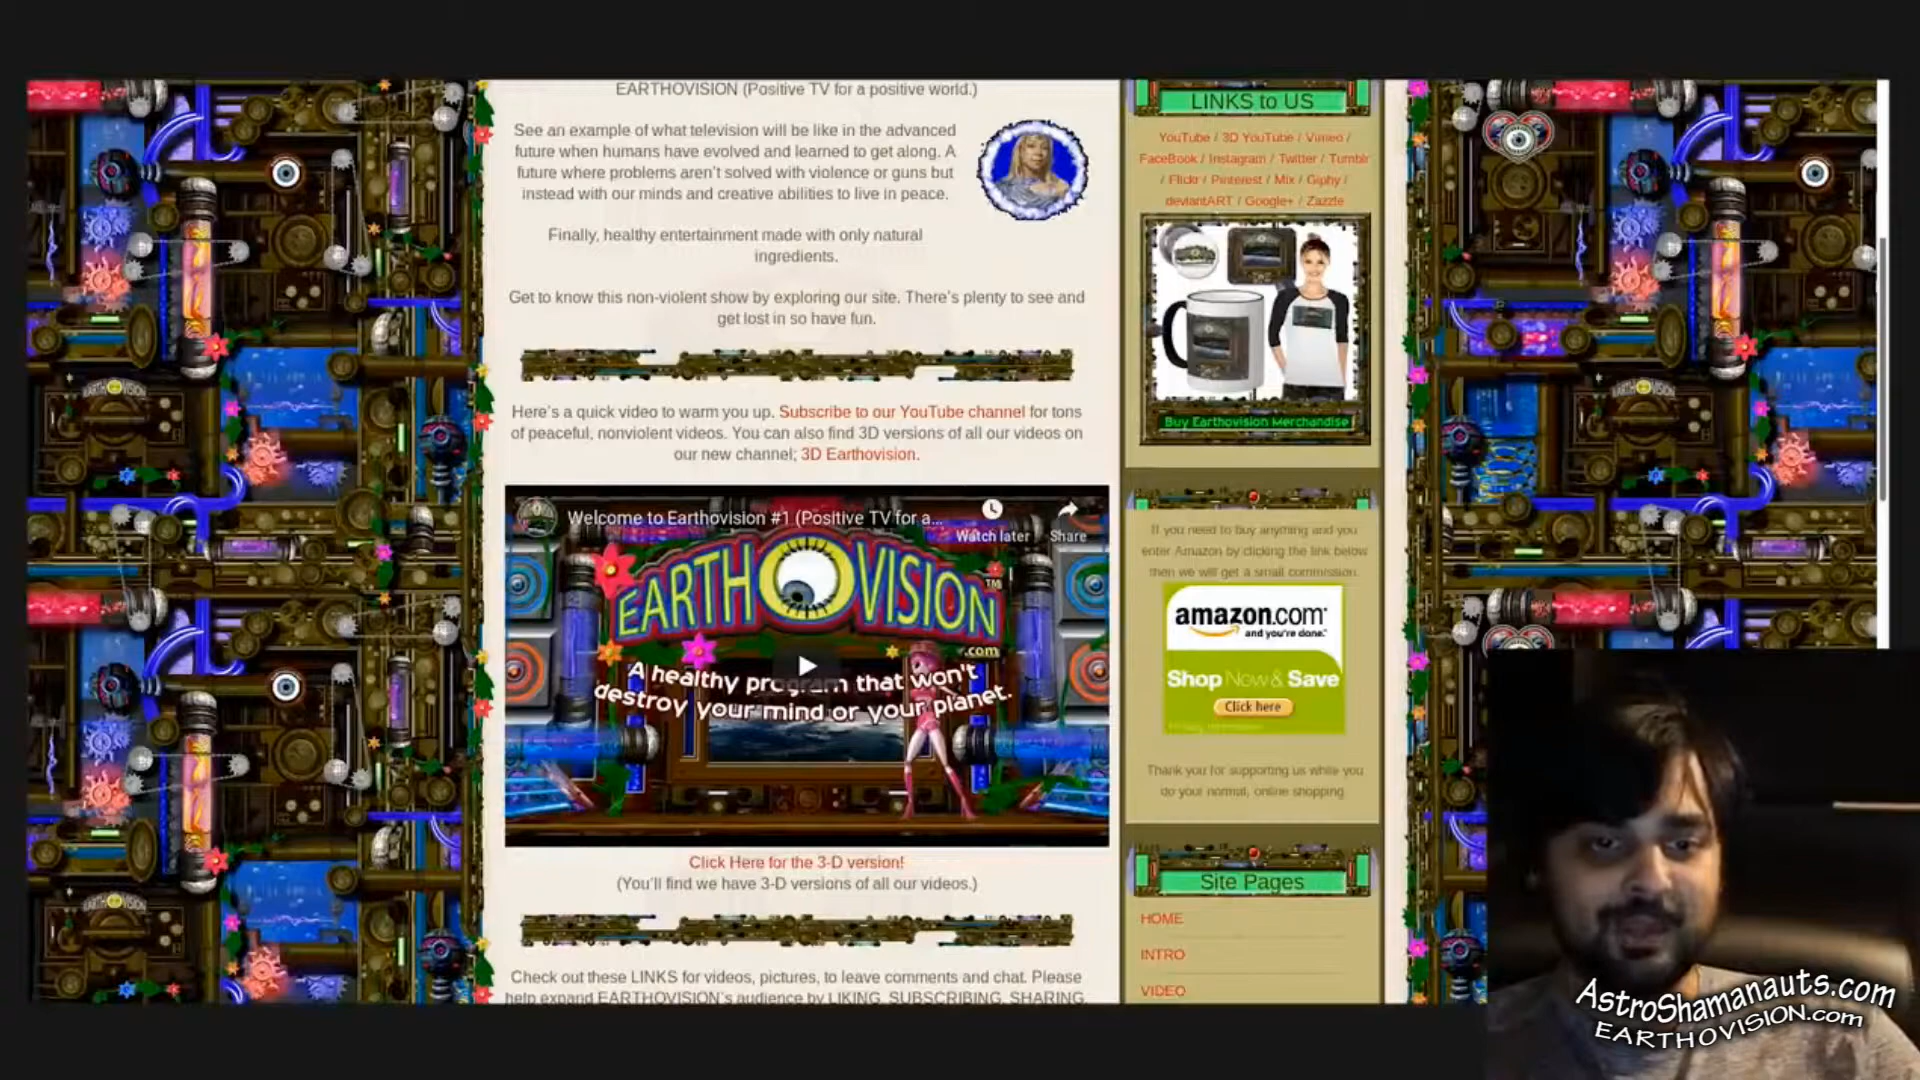 EARTHOVISION (Positive TV for a positive world.)
See an example of what television will be like in the advanced
future when humans have evolved and learned to get along. A
future where problems aren't solved with violence or guns but
instead with our minds and creative abilities to live in peace.
Finally, healthy entertainment made with only natural
ingredients.
Get to know this non-violent show by exploring our site. There's plenty to see and
get lost in so have fun.
Here's a quick video to warm you up. Subscribe to our YouTube channel for tons
of peaceful, nonviolent videos. You can also find 3D versions of all our videos on
our new channel; 3D Earthovision.
Welcome to Earthovision #1 (Positive TV for a...
Watch later
Share
EARTHOVISION™
.com
A healthy program that won't
destroy your mind or your planet.
Click Here for the 3-D version!
(You'll find we have 3-D versions of all our videos.)
Check out these LINKS for videos, pictures, to leave comments and chat. Please
help expand EARTHOVISION's audience by LIKING, SUBSCRIBING, SHARING,
LINKS to US
YouTube / 3D YouTube / Vimeo /
FaceBook / Instagram / Twitter / Tumblr
/ Flickr / Pinterest / Mix / Giphy /
deviantART / Google+ / Zazzle
Buy Earthovision Merchandise
If you need to buy anything and you
enter Amazon by clicking the link below
then we will get a small commission.
amazon.com
and you're done.
Shop Now & Save
Click here
Thank you for supporting us while you
do your normal, online shopping
Site Pages
HOME
INTRO
VIDEO
EARTHOVISION
EARTHOVISION
EARTHOVISION
AstroShamanauts.com
EARTHOVISION.com